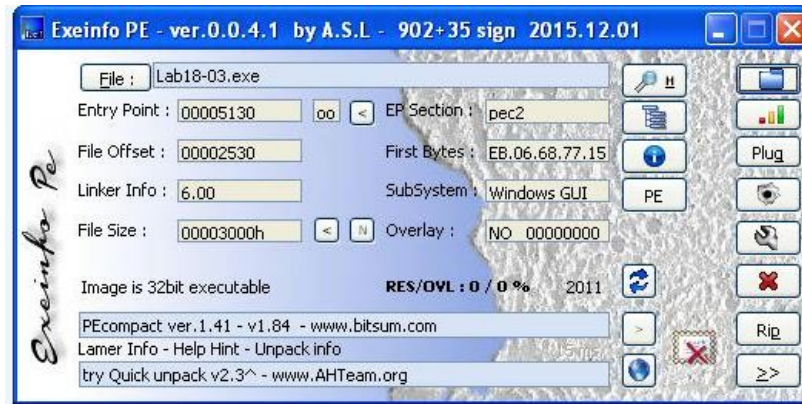 Exeinfo PE - ver.0.0.4.1 by A.S.L - 902+35 sign 2015.12.01
File : Lab18-03.exe H
Entry Point : 00005130 oo < EP Section : pec2
File Offset : 00002530 First Bytes : EB.06.68.77.15 Plug
Linker Info : 6.00 SubSystem : Windows GUI PE
File Size : 00003000h < N Overlay : NO 00000000
Image is 32bit executable RES/OVL : 0 / 0 % 2011
PEcompact ver.1.41 - v1.84 - www.bitsum.com > Rip
Lamer Info - Help Hint - Unpack info
try Quick unpack v2.3^ - www.AHTeam.org >>
Exeinfo Pe